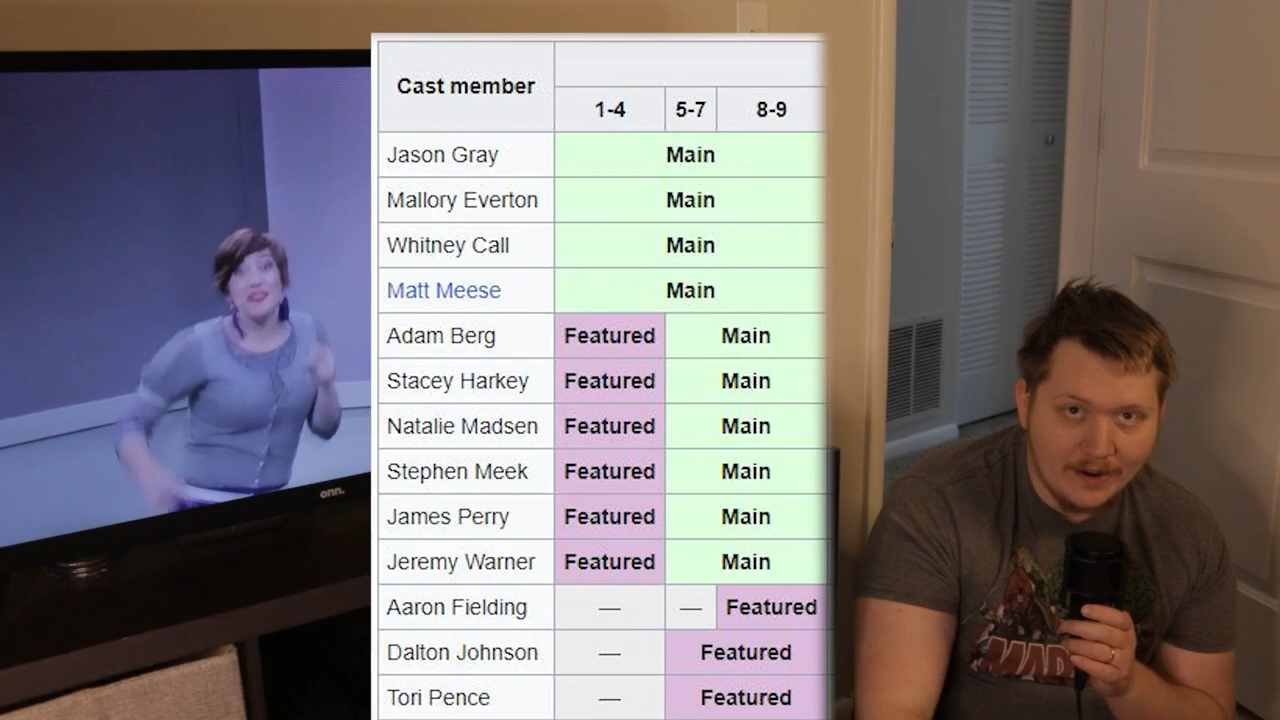 Cast member
1-4 5-7 8-9
Jason Gray Main
Mallory Everton Main
Whitney Call Main
Matt Meese Main
Adam Berg Featured Main
Stacey Harkey Featured Main
Natalie Madsen Featured Main
Stephen Meek Featured Main
James Perry Featured Main
Jeremy Warner Featured Main
Aaron Fielding — — Featured
Dalton Johnson — Featured
Tori Pence — Featured
onn.
MAD